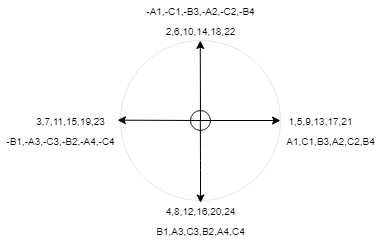 -A1,-C1,-B3,-A2,-C2,-B4
2,6,10,14,18,22
3,7,11,15,19,23
-B1,-A3,-C3,-B2,-A4,-C4
1,5,9,13,17,21
A1,C1,B3,A2,C2,B4
4,8,12,16,20,24
B1,A3,C3,B2,A4,C4